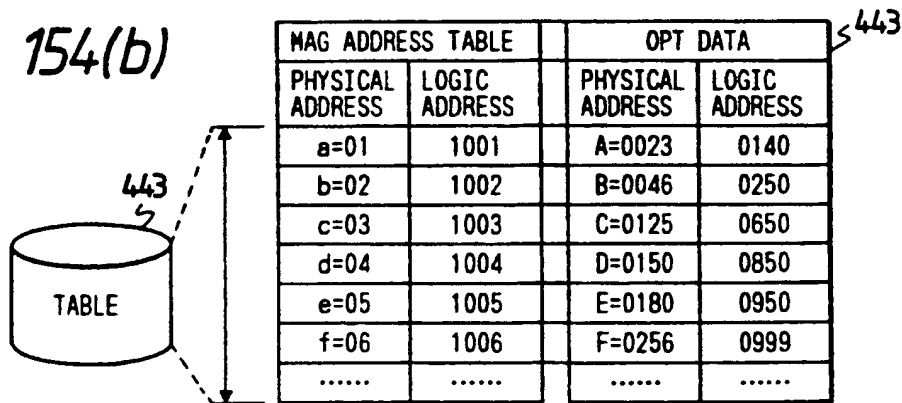 154(b)
443
MAG ADDRESS TABLE OPT DATA
PHYSICAL ADDRESS LOGIC ADDRESS PHYSICAL ADDRESS LOGIC ADDRESS
a=01 1001 A=0023 0140
b=02 1002 B=0046 0250
c=03 1003 C=0125 0650
d=04 1004 D=0150 0850
e=05 1005 E=0180 0950
f=06 1006 F=0256 0999
...... ...... ...... ......
443
TABLE